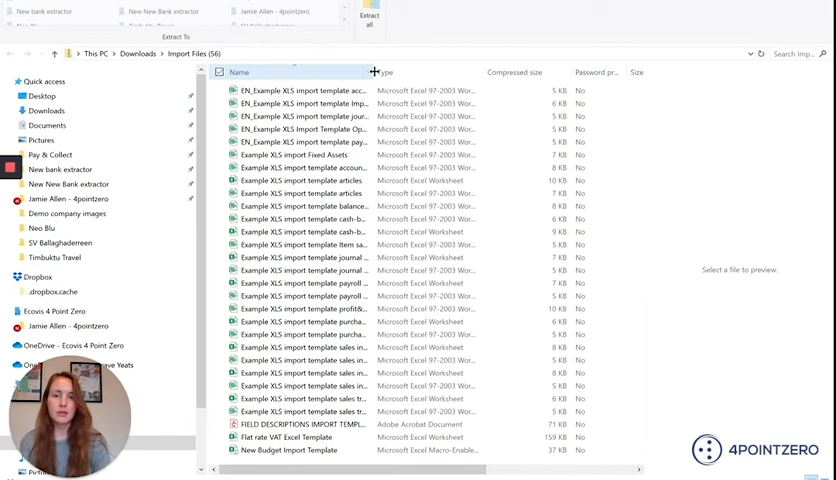 New bank extractor
New New Bank extractor
Jamie Allen - 4pointzero
Extract all
Extract To
This PC > Downloads > Import Files (56)
Search Imp...
Name
Type
Compressed size
Password pr...
Size
Quick access
Desktop
Downloads
Documents
Pictures
Pay & Collect
New bank extractor
New New Bank extractor
Jamie Allen - 4pointzero
Demo company images
Neo Blu
SV Ballaghaderreen
Timbuktu Travel
Dropbox
.dropbox.cache
Ecovis 4 Point Zero
Jamie Allen - 4pointzero
OneDrive - Ecovis 4 Point Zero
EN_Example XLS import template acc... Microsoft Excel 97-2003 Wor... 5 KB No
EN_Example XLS import template Imp... Microsoft Excel 97-2003 Wor... 6 KB No
EN_Example XLS import template jour... Microsoft Excel 97-2003 Wor... 5 KB No
EN_Example XLS Import Template Op... Microsoft Excel 97-2003 Wor... 5 KB No
EN_Example XLS import template pay... Microsoft Excel 97-2003 Wor... 5 KB No
Example XLS import Fixed Assets Microsoft Excel 97-2003 Wor... 7 KB No
Example XLS import template accoun... Microsoft Excel 97-2003 Wor... 8 KB No
Example XLS import template articles Microsoft Excel Worksheet 10 KB No
Example XLS import template articles Microsoft Excel 97-2003 Wor... 7 KB No
Example XLS import template balance... Microsoft Excel 97-2003 Wor... 8 KB No
Example XLS import template cash-b... Microsoft Excel 97-2003 Wor... 6 KB No
Example XLS import template cash-b... Microsoft Excel Worksheet 9 KB No
Example XLS import template Item sa... Microsoft Excel 97-2003 Wor... 5 KB No
Example XLS import template journal ... Microsoft Excel Worksheet 7 KB No
Example XLS import template journal ... Microsoft Excel 97-2003 Wor... 5 KB No
Example XLS import template payroll ... Microsoft Excel Worksheet 7 KB No
Example XLS import template payroll ... Microsoft Excel 97-2003 Wor... 5 KB No
Example XLS import template profit&... Microsoft Excel 97-2003 Wor... 10 KB No
Example XLS import template purcha... Microsoft Excel Worksheet 6 KB No
Example XLS import template purcha... Microsoft Excel 97-2003 Wor... 5 KB No
Example XLS import template sales in... Microsoft Excel Worksheet 8 KB No
Example XLS import template sales in... Microsoft Excel 97-2003 Wor... 5 KB No
Example XLS import template sales in... Microsoft Excel Worksheet 8 KB No
Example XLS import template sales in... Microsoft Excel 97-2003 Wor... 5 KB No
Example XLS import template sales tr... Microsoft Excel Worksheet 6 KB No
Example XLS import template sales tr... Microsoft Excel 97-2003 Wor... 5 KB No
FIELD DESCRIPTIONS IMPORT TEMPL... Adobe Acrobat Document 71 KB No
Flat rate VAT Excel Template Microsoft Excel Worksheet 159 KB No
New Budget Import Template Microsoft Excel Macro-Enable... 37 KB No
Select a file to preview.
4POINTZERO